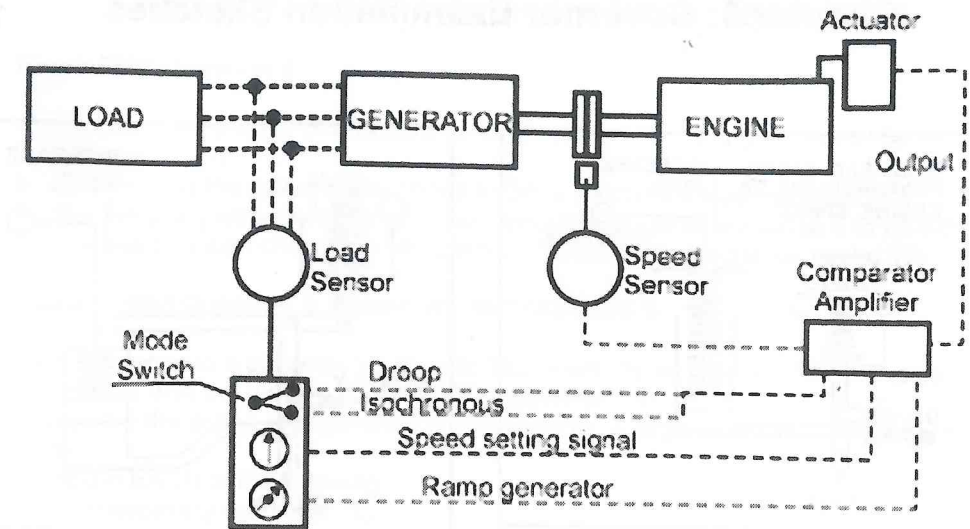 Actuator
LOAD
GENERATOR
ENGINE
Output
Load
Sensor
Speed
Sensor
Comparator
Amplifier
Mode
Switch
Droop
Isochronous
Speed setting signal
Ramp generator